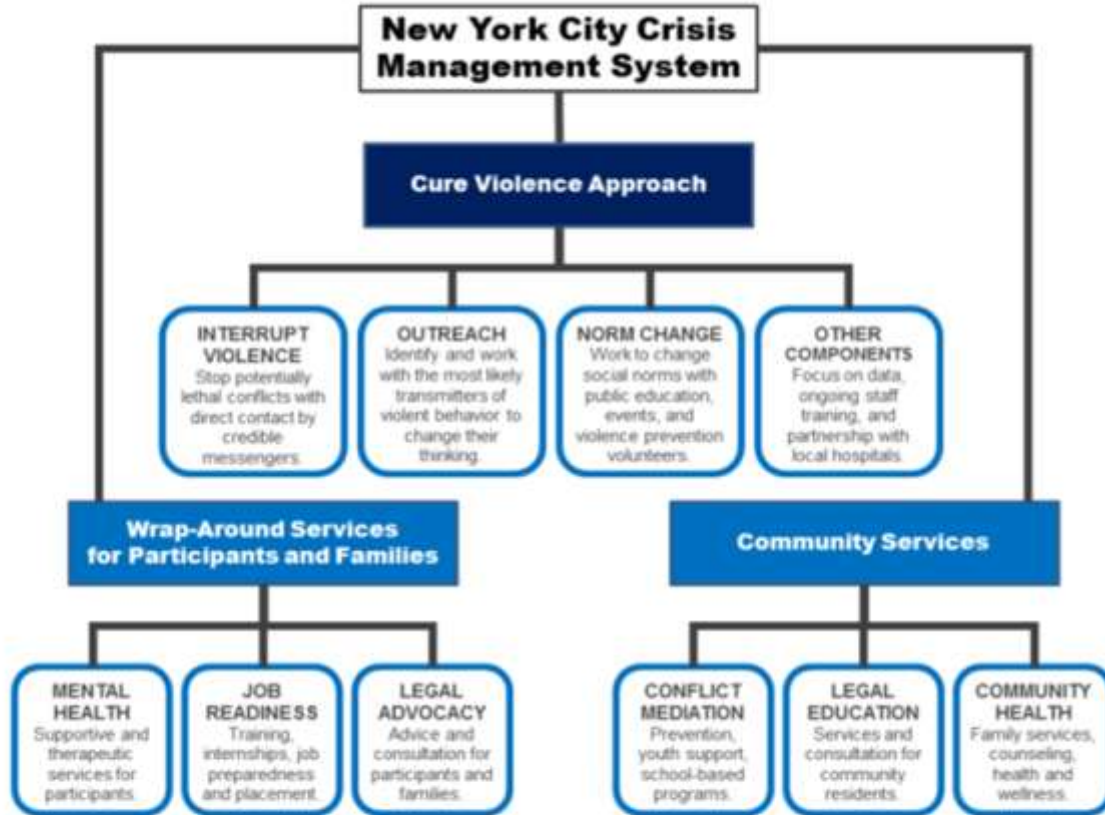 New York City Crisis
Management System
Cure Violence Approach
INTERRUPT
VIOLENCE
Stop potentially
lethal conflicts with
direct contact by
credible
messengers.
OUTREACH
Identify and work
with the most likely
transmitters of
violent behavior to
change their
thinking.
NORM CHANGE
Work to change
social norms with
public education,
events, and
violence prevention
volunteers.
OTHER
COMPONENTS
Focus on data,
ongoing staff
training, and
partnership with
local hospitals.
Wrap-Around Services
for Participants and Families
Community Services
MENTAL
HEALTH
Supportive and
therapeutic
services for
participants.
JOB
READINESS
Training,
internships, job
preparedness
and placement.
LEGAL
ADVOCACY
Advice and
consultation for
participants and
families.
CONFLICT
MEDIATION
Prevention,
youth support,
school-based
programs.
LEGAL
EDUCATION
Services and
consultation for
community
residents.
COMMUNITY
HEALTH
Family services,
counseling,
health and
wellness.